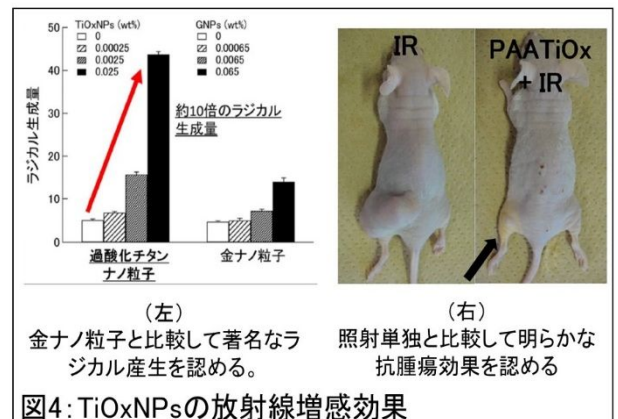 TiOxNPs (wt%)
0
0.00025
0.0025
0.025
GNPs (wt%)
0
0.00065
0.0065
0.065
約10倍のラジカル
生成量
ラジカル生成量
50
40
30
20
10
0
過酸化チタン
ナノ粒子
金ナノ粒子
IR
PAATiOx
+ IR
(左)
金ナノ粒子と比較して著名なラ
ジカル産生を認める。
(右)
照射単独と比較して明らかな
抗腫瘍効果を認める
図4:TiOxNPsの放射線増感効果